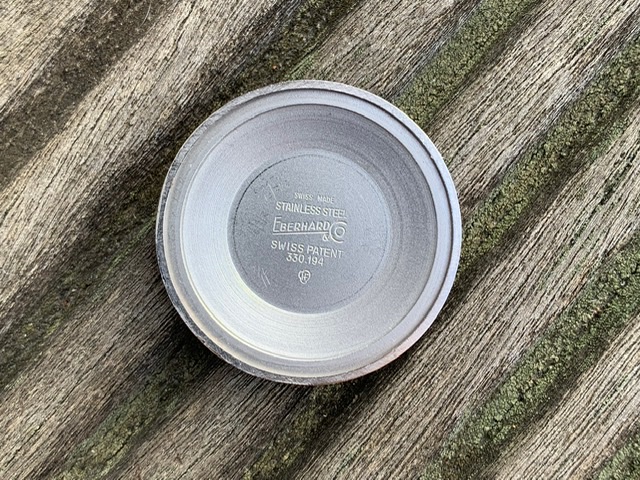 SWISS MADE
STAINLESS STEEL
EBERHARD & CO
SWISS PATENT
330.194